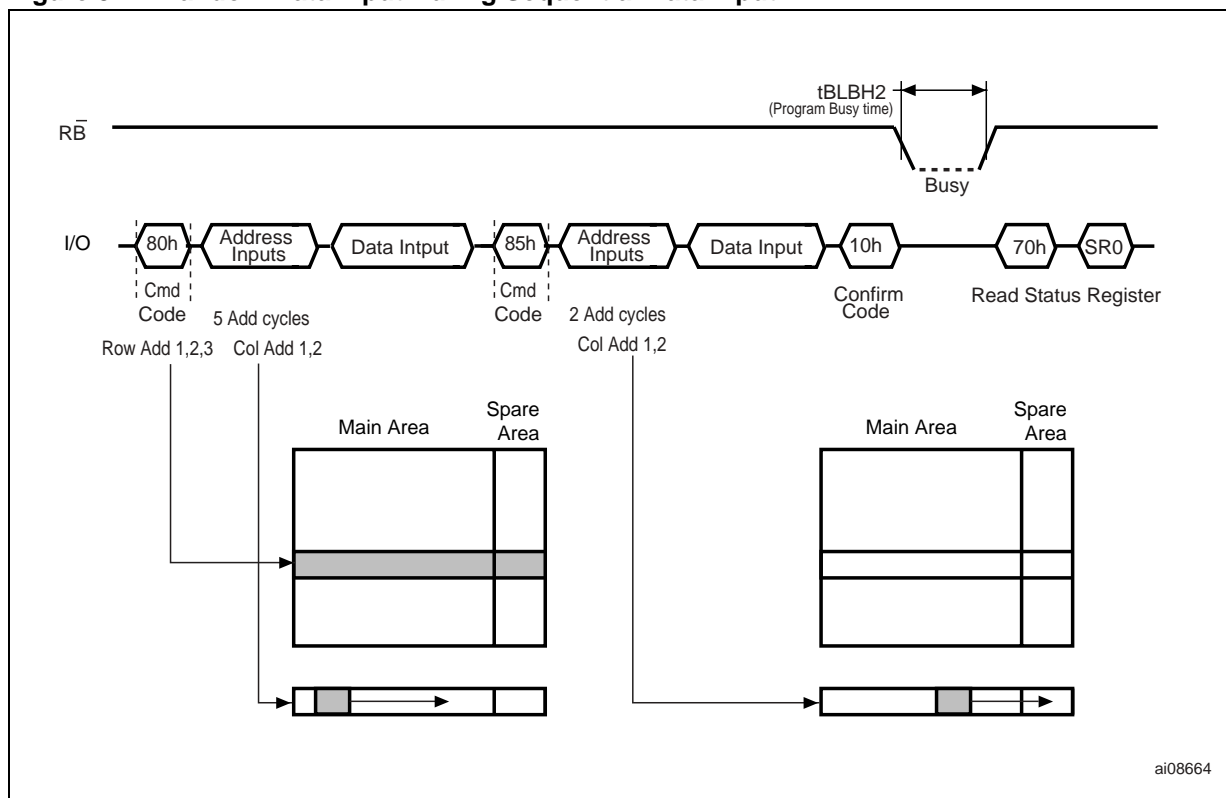 tBLBH2
(Program Busy time)
RB̅
Busy
I/O
80h
Address
Inputs
Data Intput
85h
Address
Inputs
Data Input
10h
70h
SR0
Cmd
Code
Cmd
Code
Confirm
Code
Read Status Register
5 Add cycles
2 Add cycles
Row Add 1,2,3
Col Add 1,2
Col Add 1,2
Main Area
Spare
Area
Main Area
Spare
Area
ai08664